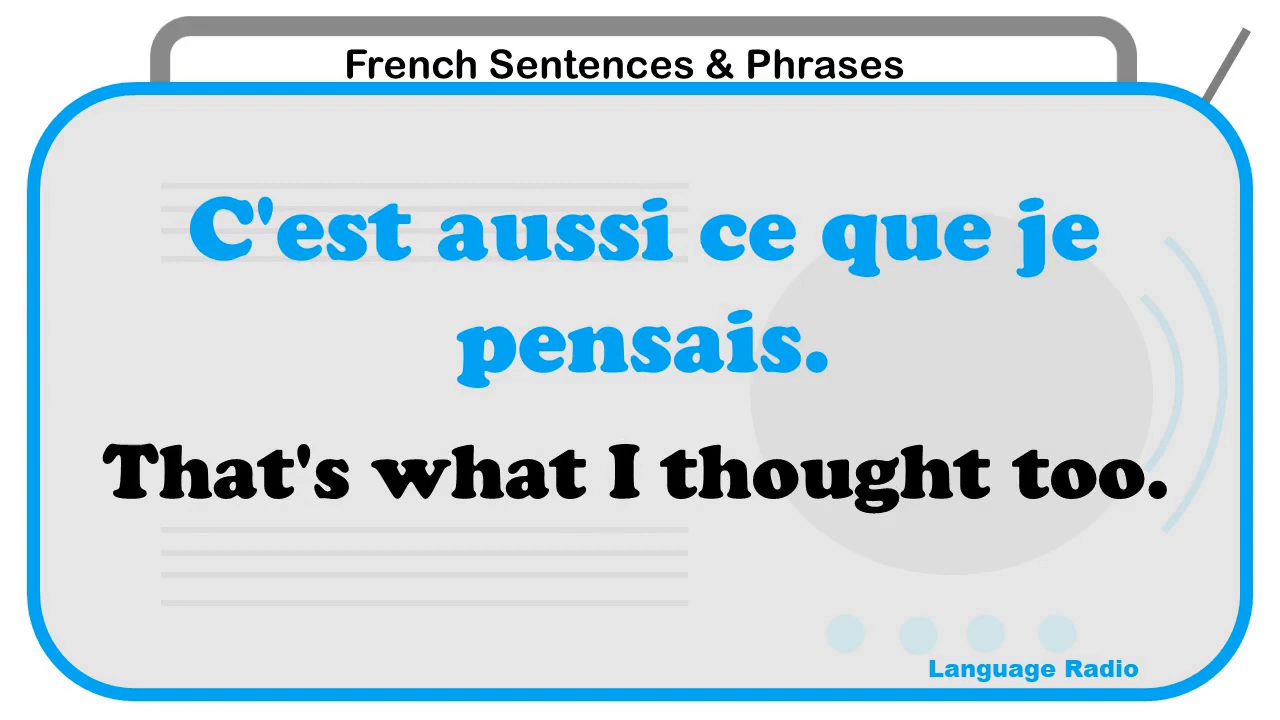 French Sentences & Phrases
C'est aussi ce que je
pensais.
That's what I thought too.
Language Radio